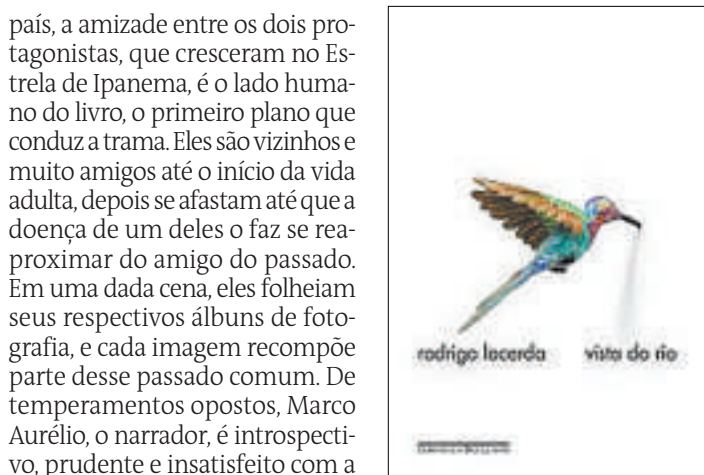 país, a amizade entre os dois pro-
tagonistas, que cresceram no Es-
trela de Ipanema, é o lado huma-
no do livro, o primeiro plano que
conduz a trama. Eles são vizinhos e
muito amigos até o início da vida
adulta, depois se afastam até que a
doença de um deles o faz se rea-
proximar do amigo do passado.
Em uma dada cena, eles folheiam
seus respectivos álbuns de foto-
grafia, e cada imagem recompõe
parte desse passado comum. De
temperamentos opostos, Marco
Aurélio, o narrador, é introspecti-
vo, prudente e insatisfeito com a
rodrigo lacerda vista do rio